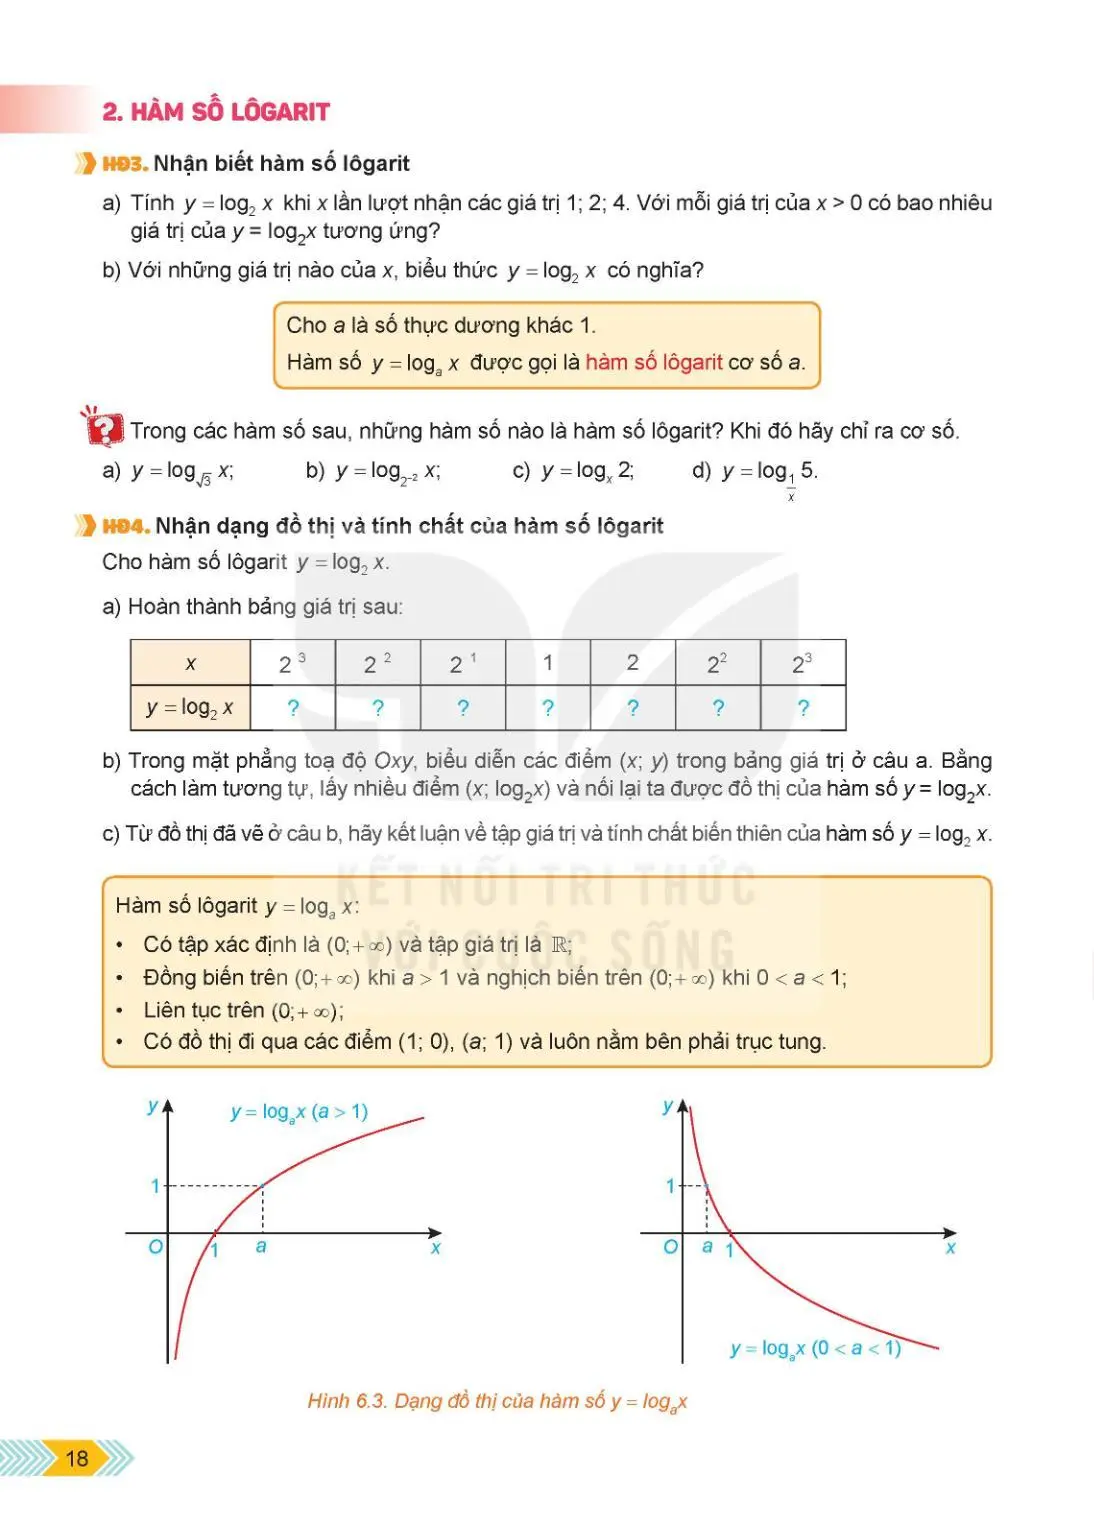 2. HÀM SỐ LÔGARIT
HĐ3. Nhận biết hàm số lôgarit
a) Tính y = log₂ x khi x lần lượt nhận các giá trị 1; 2; 4. Với mỗi giá trị của x > 0 có bao nhiêu
giá trị của y = log₂x tương ứng?
b) Với những giá trị nào của x, biểu thức y = log₂ x có nghĩa?
Cho a là số thực dương khác 1.
Hàm số y = logₐ x được gọi là hàm số lôgarit cơ số a.
? Trong các hàm số sau, những hàm số nào là hàm số lôgarit? Khi đó hãy chỉ ra cơ số.
a) y = log_√3 x; b) y = log_2⁻² x; c) y = logₓ 2; d) y = log_1/x 5.
HĐ4. Nhận dạng đồ thị và tính chất của hàm số lôgarit
Cho hàm số lôgarit y = log₂ x.
a) Hoàn thành bảng giá trị sau:
x 2 ³ 2 ² 2 ¹ 1 2 2² 2³
y = log₂ x ? ? ? ? ? ? ?
b) Trong mặt phẳng toạ độ Oxy, biểu diễn các điểm (x; y) trong bảng giá trị ở câu a. Bằng
cách làm tương tự, lấy nhiều điểm (x; log₂x) và nối lại ta được đồ thị của hàm số y = log₂x.
c) Từ đồ thị đã vẽ ở câu b, hãy kết luận về tập giá trị và tính chất biến thiên của hàm số y = log₂ x.
KẾT NỐI TRI THỨC
VỚI CUỘC SỐNG
Hàm số lôgarit y = logₐ x:
• Có tập xác định là (0; + ∞) và tập giá trị là ℝ;
• Đồng biến trên (0; + ∞) khi a > 1 và nghịch biến trên (0; + ∞) khi 0 < a < 1;
• Liên tục trên (0; + ∞);
• Có đồ thị đi qua các điểm (1; 0), (a; 1) và luôn nằm bên phải trục tung.
y
y = logₐx (a > 1)
1
O 1 a x
y
1
O a 1 x
y = logₐx (0 < a < 1)
Hình 6.3. Dạng đồ thị của hàm số y = logₐx
18